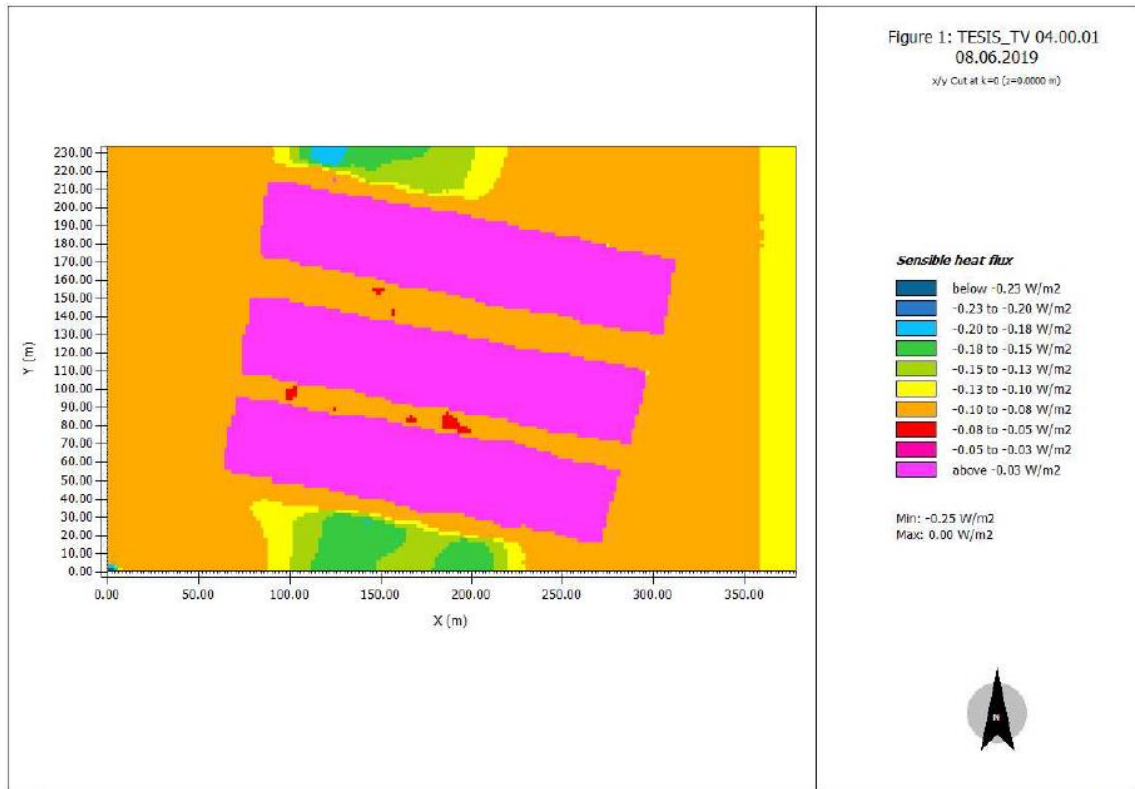 Figure 1: TESIS_TV 04.00.01
08.06.2019
x/y Cut at k=0 (z=0.0000 m)
230.00
220.00
210.00
200.00
190.00
180.00
170.00
160.00
150.00
140.00
130.00
120.00
110.00
100.00
90.00
80.00
70.00
60.00
50.00
40.00
30.00
20.00
10.00
0.00
Y (m)
0.00 50.00 100.00 150.00 200.00 250.00 300.00 350.00
X (m)
Sensible heat flux
below -0.23 W/m2
-0.23 to -0.20 W/m2
-0.20 to -0.18 W/m2
-0.18 to -0.15 W/m2
-0.15 to -0.13 W/m2
-0.13 to -0.10 W/m2
-0.10 to -0.08 W/m2
-0.08 to -0.05 W/m2
-0.05 to -0.03 W/m2
above -0.03 W/m2
Min: -0.25 W/m2
Max: 0.00 W/m2
N